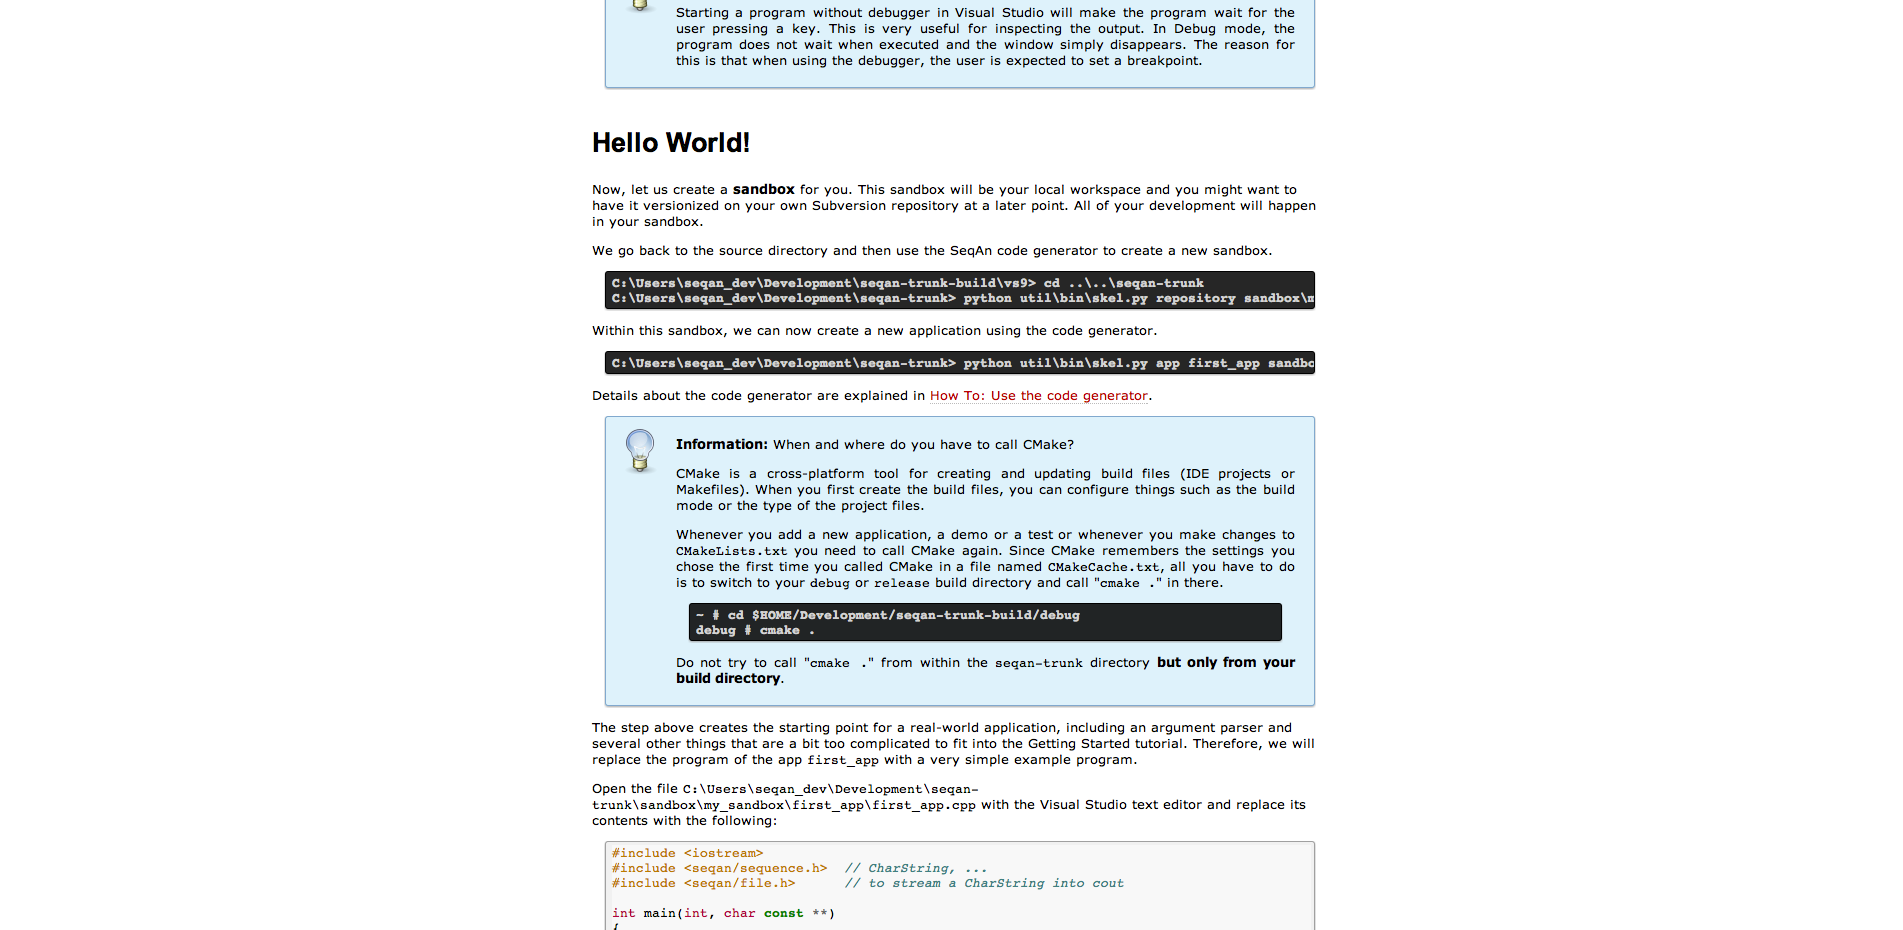 Starting a program without debugger in Visual Studio will make the program wait for the
user pressing a key. This is very useful for inspecting the output. In Debug mode, the
program does not wait when executed and the window simply disappears. The reason for
this is that when using the debugger, the user is expected to set a breakpoint.
Hello World!
Now, let us create a sandbox for you. This sandbox will be your local workspace and you might want to
have it versionized on your own Subversion repository at a later point. All of your development will happen
in your sandbox.
We go back to the source directory and then use the SeqAn code generator to create a new sandbox.
C:\Users\seqan_dev\Development\seqan-trunk-build\vs9> cd ..\..\seqan-trunk
C:\Users\seqan_dev\Development\seqan-trunk> python util\bin\skel.py repository sandbox\m
Within this sandbox, we can now create a new application using the code generator.
C:\Users\seqan_dev\Development\seqan-trunk> python util\bin\skel.py app first_app sandbo
Details about the code generator are explained in How To: Use the code generator.
Information: When and where do you have to call CMake?
CMake is a cross-platform tool for creating and updating build files (IDE projects or
Makefiles). When you first create the build files, you can configure things such as the build
mode or the type of the project files.
Whenever you add a new application, a demo or a test or whenever you make changes to
CMakeLists.txt you need to call CMake again. Since CMake remembers the settings you
chose the first time you called CMake in a file named CMakeCache.txt, all you have to do
is to switch to your debug or release build directory and call "cmake ." in there.
~ # cd $HOME/Development/seqan-trunk-build/debug
debug # cmake .
Do not try to call "cmake ." from within the seqan-trunk directory but only from your
build directory.
The step above creates the starting point for a real-world application, including an argument parser and
several other things that are a bit too complicated to fit into the Getting Started tutorial. Therefore, we will
replace the program of the app first_app with a very simple example program.
Open the file C:\Users\seqan_dev\Development\seqan-
trunk\sandbox\my_sandbox\first_app\first_app.cpp with the Visual Studio text editor and replace its
contents with the following:
#include <iostream>
#include <seqan/sequence.h>  // CharString, ...
#include <seqan/file.h>      // to stream a CharString into cout
int main(int, char const **)
{